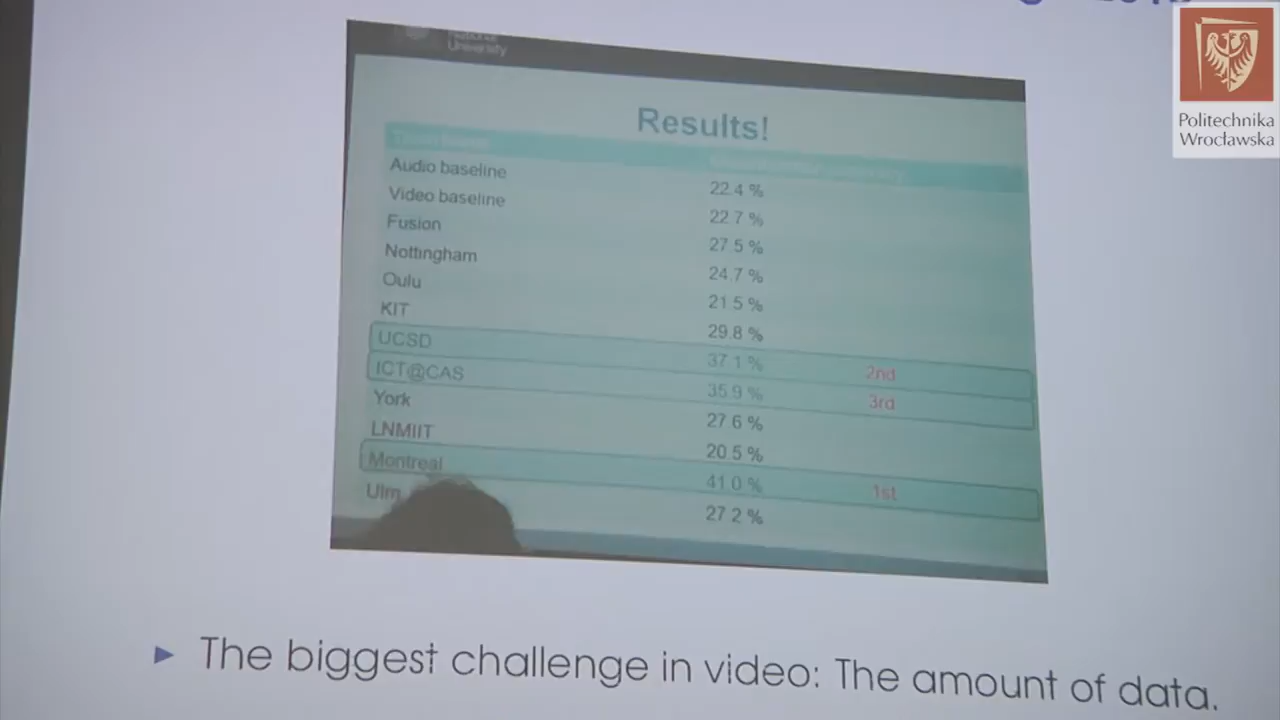 University
Results!
Audio baseline 22.4 %
Video baseline 22.7 %
Fusion 27.5 %
Nottingham 24.7 %
Oulu 21.5 %
KIT 29.8 %
UCSD 37.1 % 2nd
ICT@CAS 35.9 % 3rd
York 27.6 %
LNMIIT 20.5 %
Montreal 41.0 % 1st
Ulm 27.2 %
► The biggest challenge in video: The amount of data.
Politechnika
Wrocławska